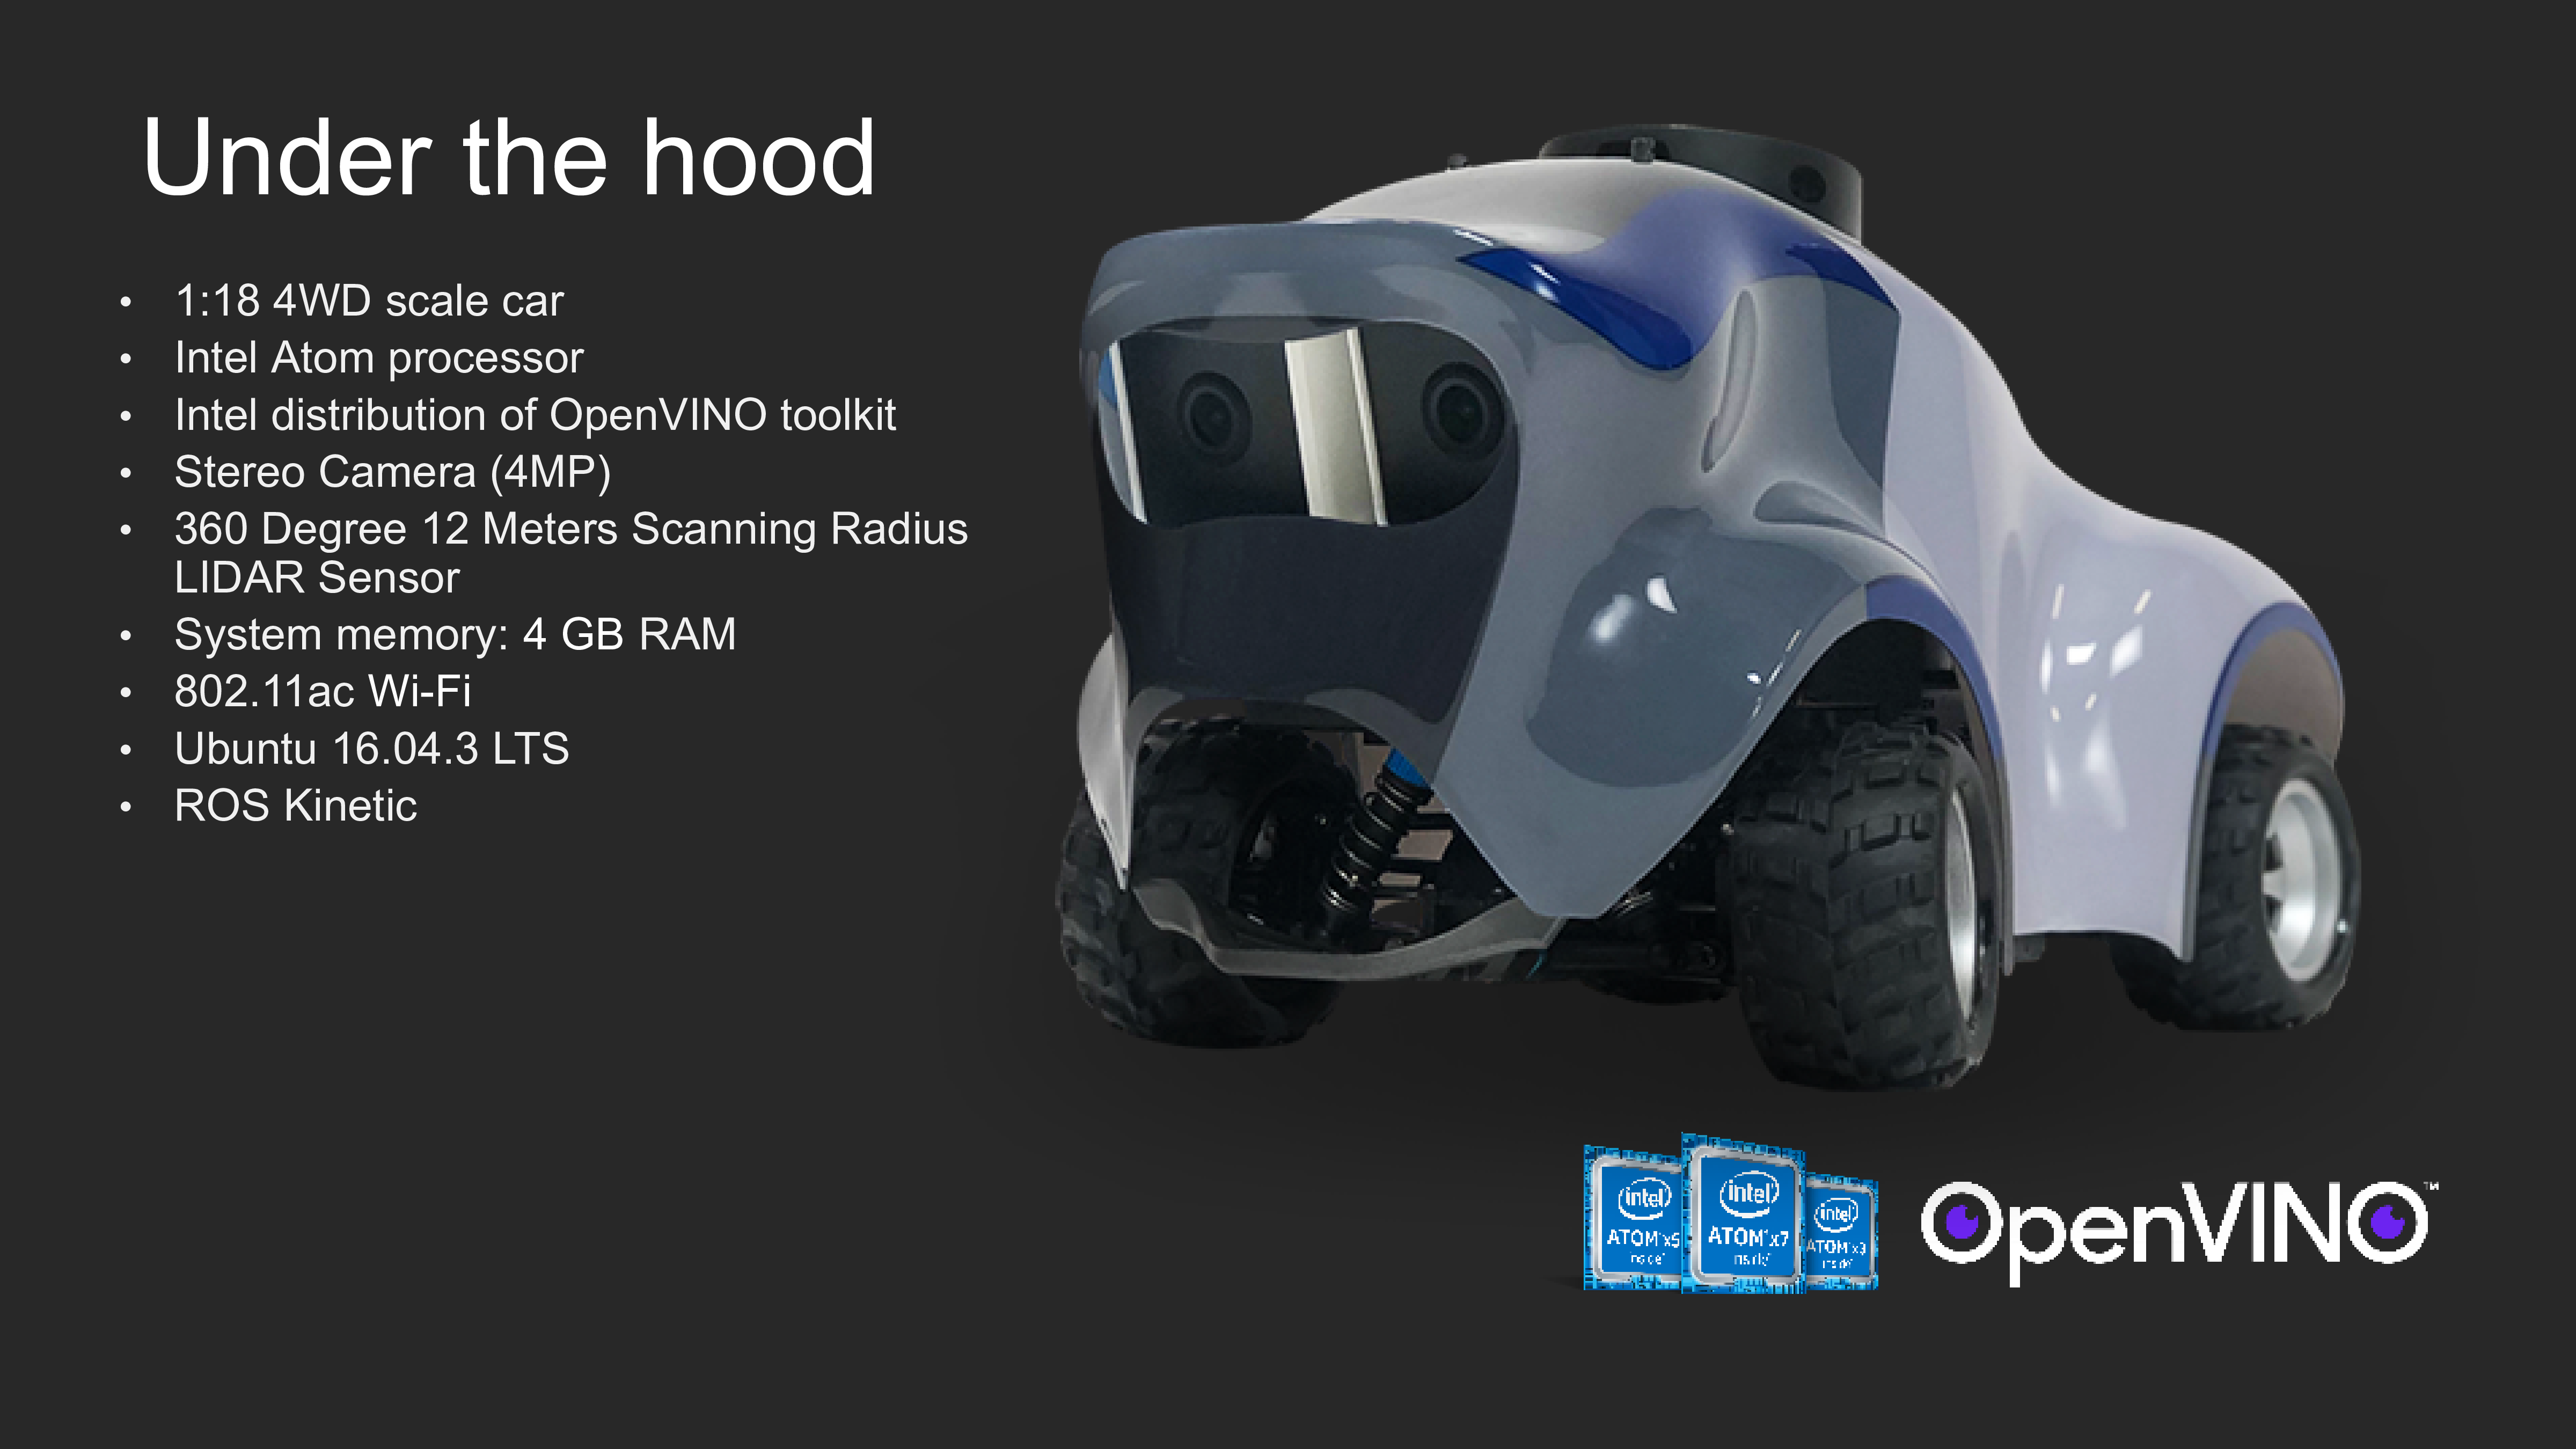 Under the hood
• 1:18 4WD scale car
• Intel Atom processor
• Intel distribution of OpenVINO toolkit
• Stereo Camera (4MP)
• 360 Degree 12 Meters Scanning Radius
LIDAR Sensor
• System memory: 4 GB RAM
• 802.11ac Wi-Fi
• Ubuntu 16.04.3 LTS
• ROS Kinetic
intel
ATOM x5
inside
intel
ATOM x7
inside
intel
ATOM x3
inside
OpenVINO™